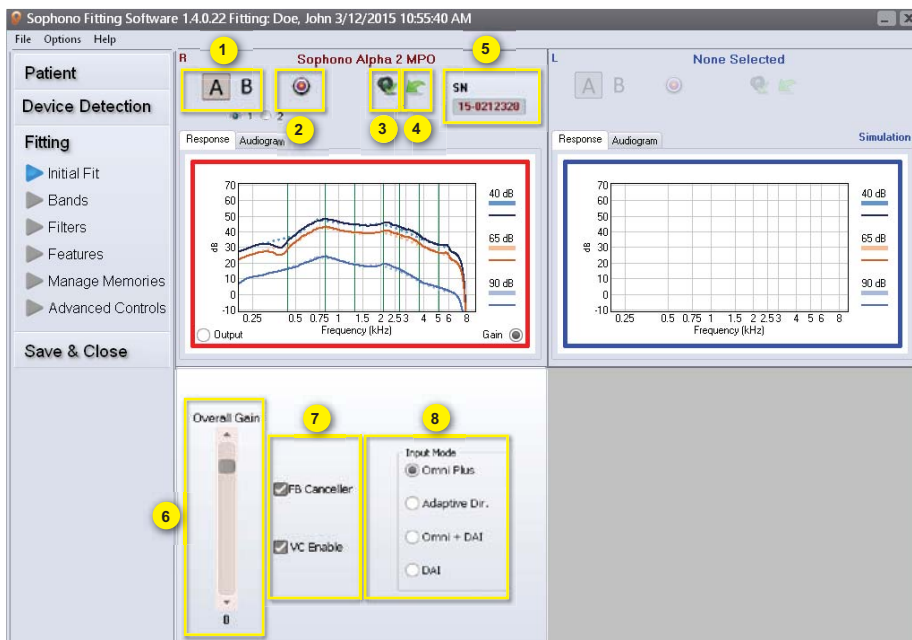 Sophono Fitting Software 1.4.0.22 Fitting: Doe, John 3/12/2015 10:55:40 AM
File Options Help
Patient
Device Detection
Fitting
Initial Fit
Bands
Filters
Features
Manage Memories
Advanced Controls
Save & Close
R
Sophono Alpha 2 MPO
1
A B
1 2
2
3
4
5
SN
15-0212320
Response Audiogram
70
60
50
40
30
20
10
0
-10
dB
0.25 0.5 0.75 1 1.5 2 2.5 3 4 5 6 8
Frequency (kHz)
Output
Gain
40 dB
65 dB
90 dB
L
None Selected
A B
Response Audiogram
Simulation
70
60
50
40
30
20
10
0
-10
dB
0.25 0.5 0.75 1 1.5 2 2.5 3 4 5 6 8
Frequency (kHz)
40 dB
65 dB
90 dB
6
Overall Gain
0
7
FB Canceller
VC Enable
8
Input Mode
Omni Plus
Adaptive Dir.
Omni + DAI
DAI